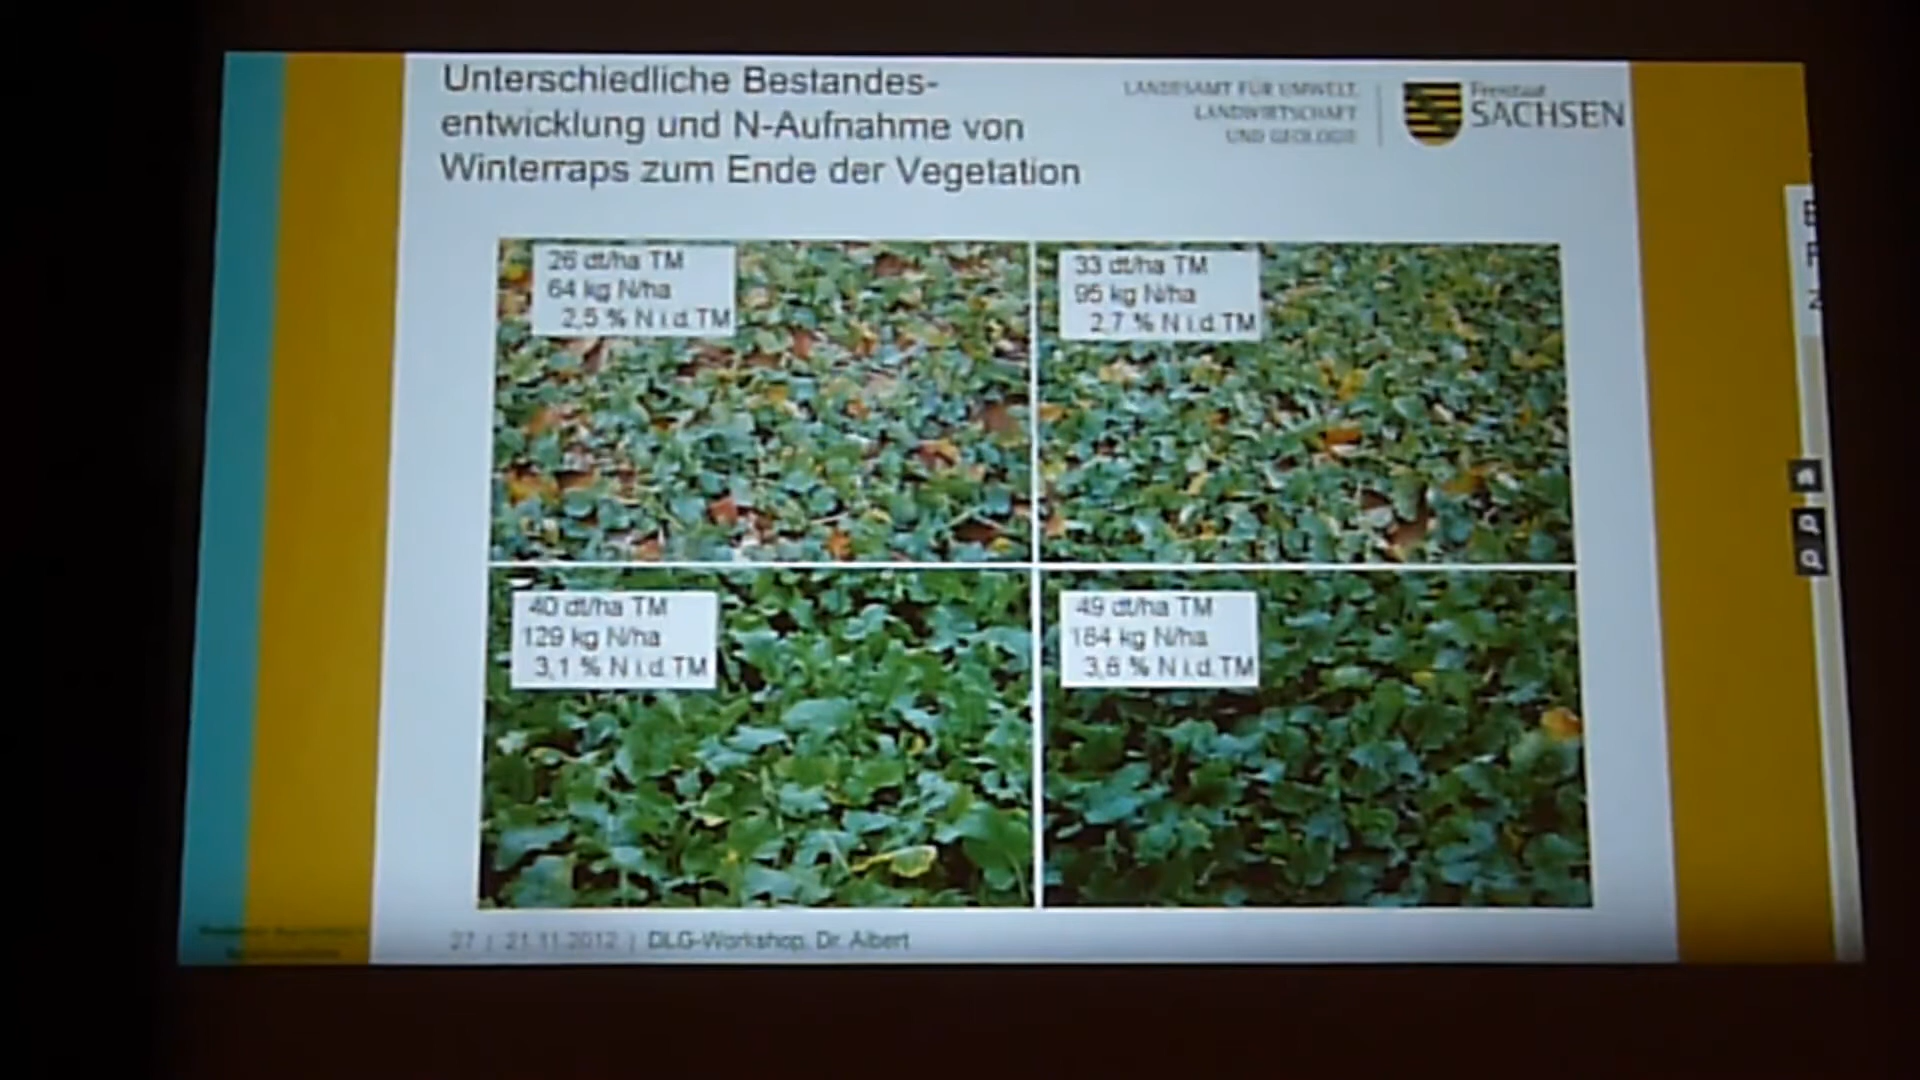 Unterschiedliche Bestandes-
entwicklung und N-Aufnahme von
Winterraps zum Ende der Vegetation
LANDESAMT FÜR UMWELT,
LANDWIRTSCHAFT
UND GEOLOGIE
Freistaat
SACHSEN
26 dt/ha TM
64 kg N/ha
2,5 % N i.d.TM
33 dt/ha TM
95 kg N/ha
2,7 % N i.d.TM
40 dt/ha TM
129 kg N/ha
3,1 % N i.d.TM
49 dt/ha TM
184 kg N/ha
% N i.d.TM
27 | 21.11.2012 | DLG-Workshop, Dr. Albert